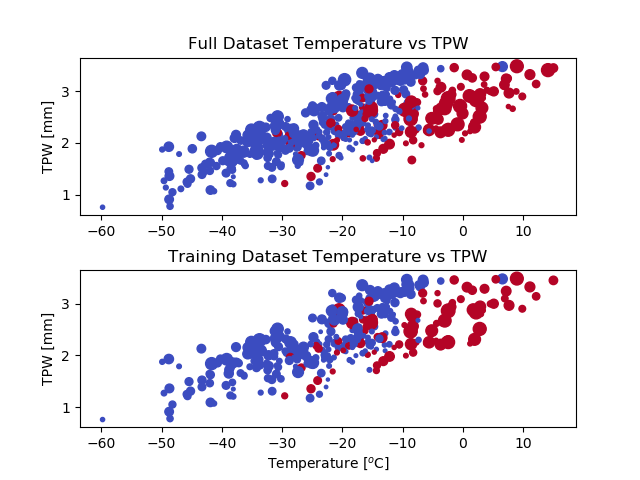 Full Dataset Temperature vs TPW
TPW [mm]
3
2
1
−60 −50 −40 −30 −20 −10 0 10
Training Dataset Temperature vs TPW
TPW [mm]
3
2
1
−60 −50 −40 −30 −20 −10 0 10
Temperature [°C]